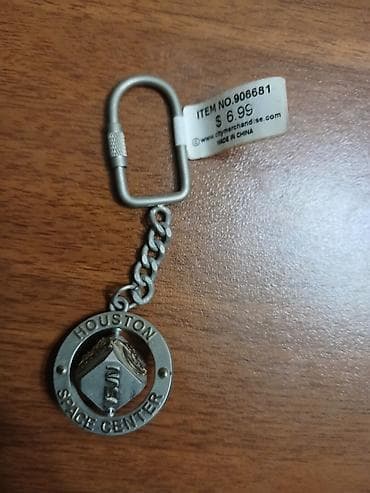 ITEM NO.906681
$ 6.99
© www.citymerchandise.com
MADE IN CHINA
HOUSTON
SPACE CENTER